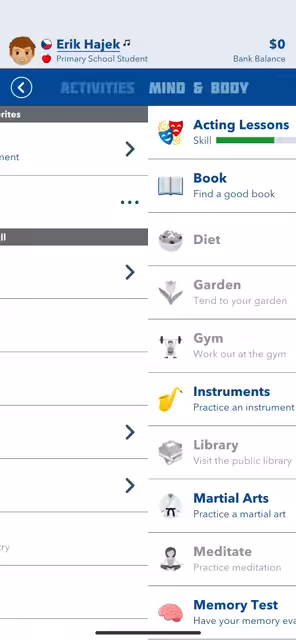 Erik Hajek
$0
Primary School Student
Bank Balance
ACTIVITIES MIND & BODY
rites
ment
ll
try
Acting Lessons
Skill
Book
Find a good book
Diet
Garden
Tend to your garden
Gym
Work out at the gym
Instruments
Practice an instrument
Library
Visit the public library
Martial Arts
Practice a martial art
Meditate
Practice meditation
Memory Test
Have your memory eva